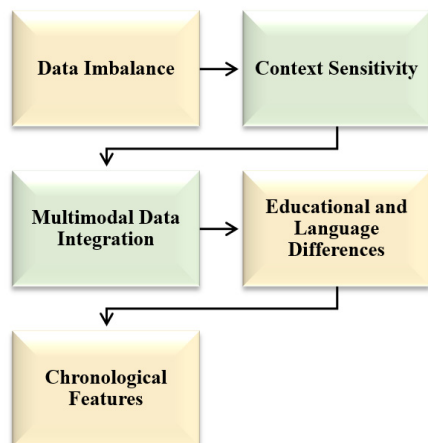 Data Imbalance
Context Sensitivity
Multimodal Data
Integration
Educational and
Language
Differences
Chronological
Features